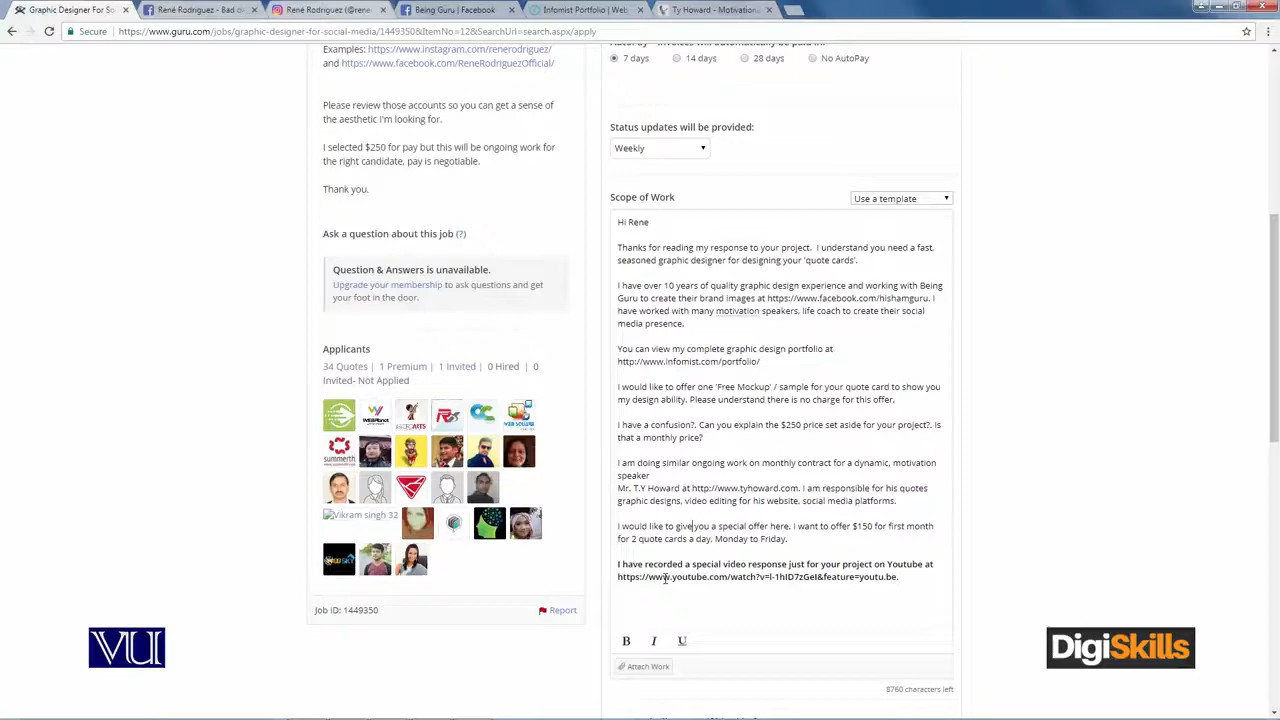 Graphic Designer For Soci
René Rodriguez - Bad d
René Rodriguez (@rene
Being Guru | Facebook
Infomist Portfolio | Web
Ty Howard - Motivation
Secure
https://www.guru.com/jobs/graphic-designer-for-social-media/1449350&ItemNo=12&SearchUrl=search.aspx/apply
Examples: https://www.instagram.com/renerodriguez/
and https://www.facebook.com/ReneRodriguezOfficial/
Please review those accounts so you can get a sense of
the aesthetic I'm looking for.
I selected $250 for pay but this will be ongoing work for
the right candidate, pay is negotiable.
Thank you.
Ask a question about this job (?)
Question & Answers is unavailable.
Upgrade your membership to ask questions and get
your foot in the door.
Applicants
34 Quotes | 1 Premium | 1 Invited | 0 Hired | 0
Invited- Not Applied
Vikram singh 32
Job ID: 1449350
Report
7 days
14 days
28 days
No AutoPay
Status updates will be provided:
Weekly
Scope of Work
Use a template
Hi Rene
Thanks for reading my response to your project. I understand you need a fast,
seasoned graphic designer for designing your 'quote cards'.
I have over 10 years of quality graphic design experience and working with Being
Guru to create their brand images at https://www.facebook.com/hishamguru. I
have worked with many motivation speakers, life coach to create their social
media presence.
You can view my complete graphic design portfolio at
http://www.infomist.com/portfolio/
I would like to offer one 'Free Mockup' / sample for your quote card to show you
my design ability. Please understand there is no charge for this offer.
I have a confusion?. Can you explain the $250 price set aside for your project?. Is
that a monthly price?
I am doing similar ongoing work on monthly contract for a dynamic, motivation
speaker
Mr. T.Y Howard at http://www.tyhoward.com. I am responsible for his quotes
graphic designs, video editing for his website, social media platforms.
I would like to give you a special offer here. I want to offer $150 for first month
for 2 quote cards a day, Monday to Friday.
I have recorded a special video response just for your project on Youtube at
https://www.youtube.com/watch?v=l-1hID7zGeI&feature=youtu.be.
B I U
Attach Work
8760 characters left
VU
DigiSkills